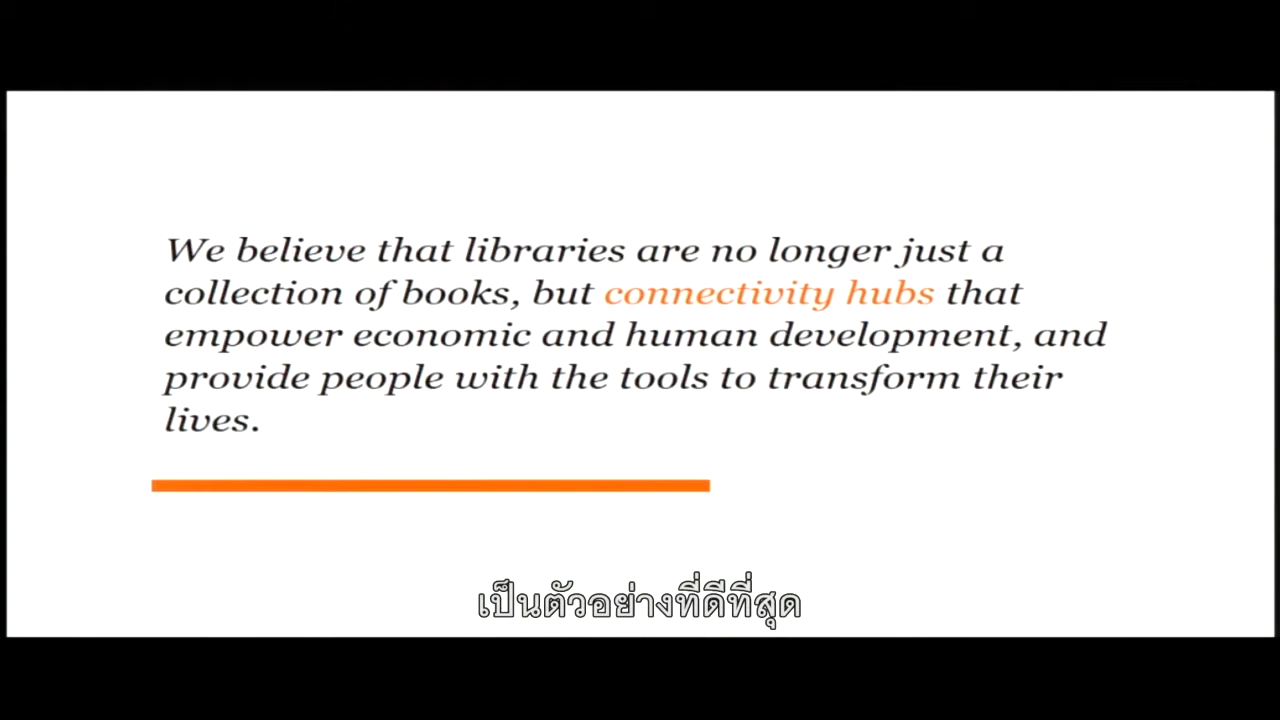 We believe that libraries are no longer just a
collection of books, but connectivity hubs that
empower economic and human development, and
provide people with the tools to transform their
lives.
เป็นตัวอย่างที่ดีที่สุด